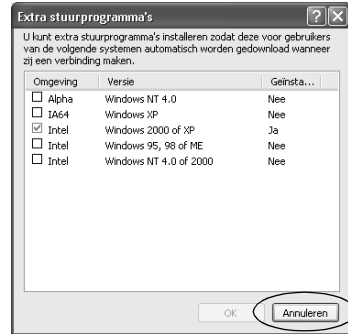 Extra stuurprogramma's
U kunt extra stuurprogramma's installeren zodat deze voor gebruikers
van de volgende systemen automatisch worden gedownload wanneer
zij een verbinding maken.
Omgeving Versie Geïnsta...
Alpha Windows NT 4.0 Nee
IA64 Windows XP Nee
Intel Windows 2000 of XP Ja
Intel Windows 95, 98 of ME Nee
Intel Windows NT 4.0 of 2000 Nee
OK Annuleren